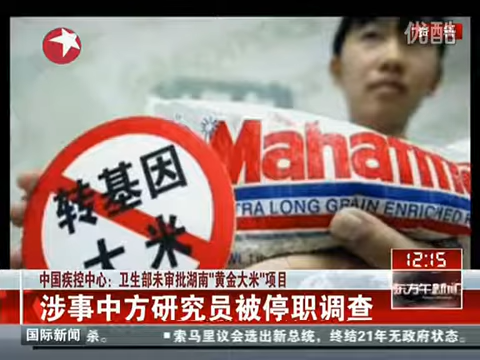 优酷
转基因
大米
Mahatma
TRA LONG GRAIN ENRICHED R
中国疾控中心：卫生部未审批湖南"黄金大米"项目
12:15
涉事中方研究员被停职调查
东方午新闻
国际新闻 杀。 ▪索马里议会选出新总统，终结21年无政府状态。